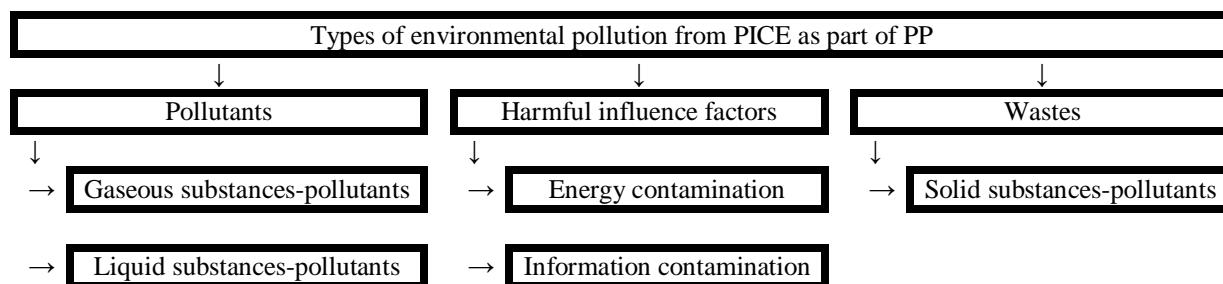 Types of environmental pollution from PICE as part of PP
↓ ↓ ↓
Pollutants Harmful influence factors Wastes
↓ ↓ ↓
→ Gaseous substances-pollutants → Energy contamination → Solid substances-pollutants
→ Liquid substances-pollutants → Information contamination